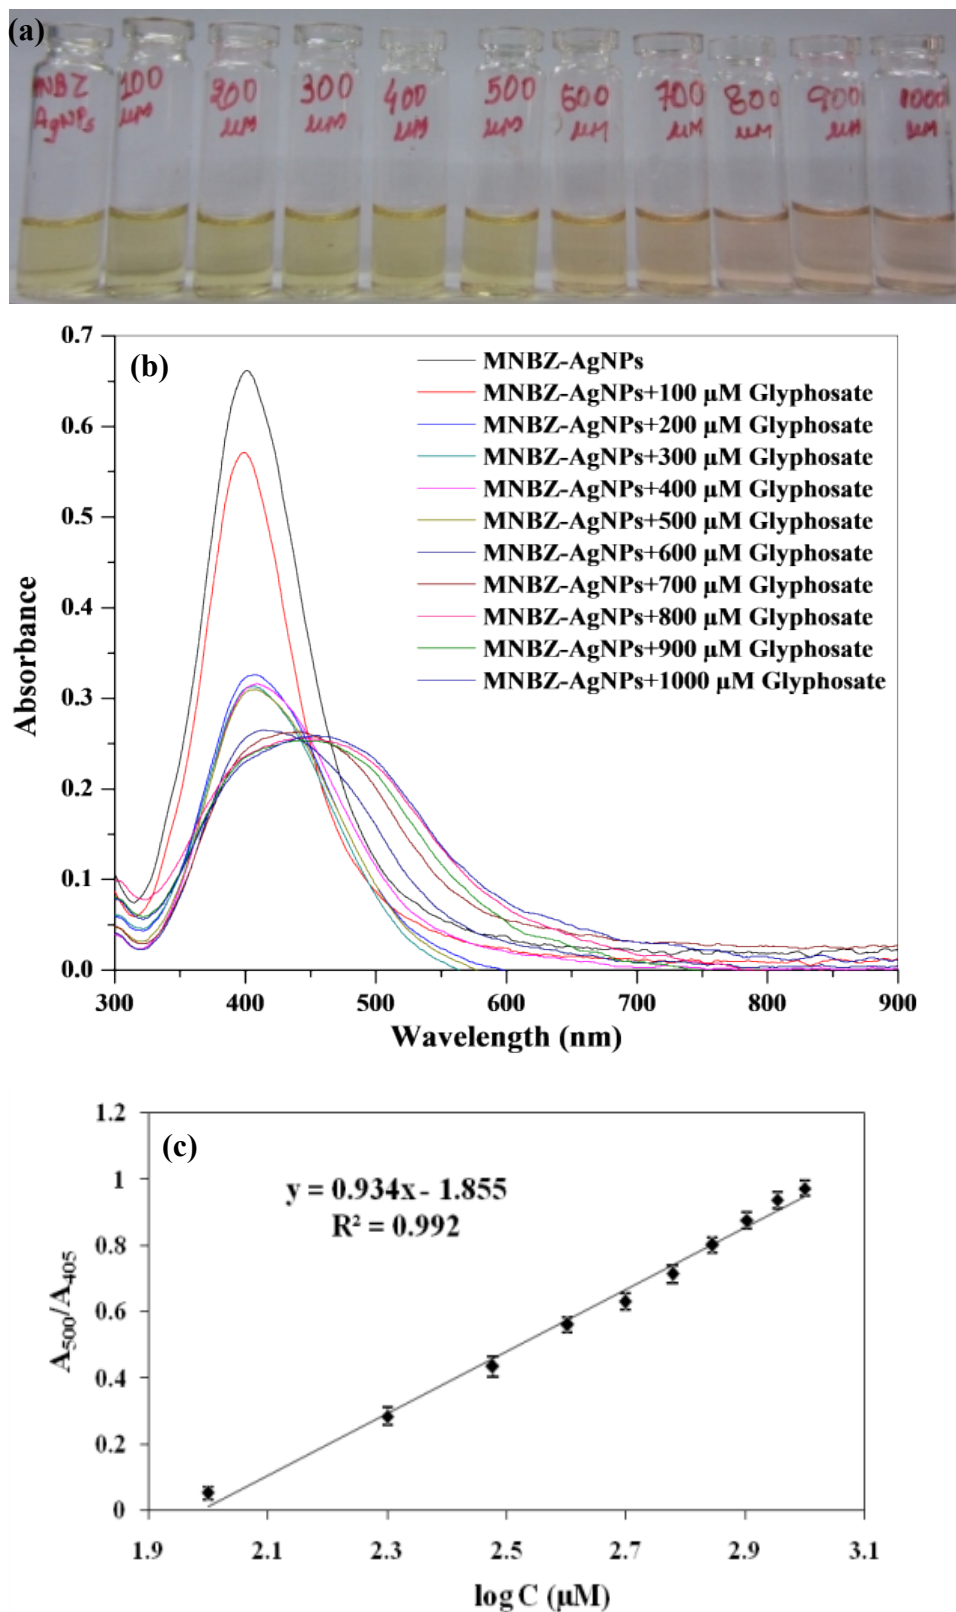 (a)
MNBZ 100 200 300 400 500 600 700 800 900 1000
AgNPs µM µM µM µM µM µM µM µM µM µM
0.7
(b)
0.6
0.5
0.4
0.3
0.2
0.1
0.0
Absorbance
MNBZ-AgNPs
MNBZ-AgNPs+100 µM Glyphosate
MNBZ-AgNPs+200 µM Glyphosate
MNBZ-AgNPs+300 µM Glyphosate
MNBZ-AgNPs+400 µM Glyphosate
MNBZ-AgNPs+500 µM Glyphosate
MNBZ-AgNPs+600 µM Glyphosate
MNBZ-AgNPs+700 µM Glyphosate
MNBZ-AgNPs+800 µM Glyphosate
MNBZ-AgNPs+900 µM Glyphosate
MNBZ-AgNPs+1000 µM Glyphosate
300 400 500 600 700 800 900
Wavelength (nm)
1.2
(c)
1
0.8
0.6
0.4
0.2
0
A500/A405
y = 0.934x - 1.855
R² = 0.992
1.9 2.1 2.3 2.5 2.7 2.9 3.1
log C (µM)